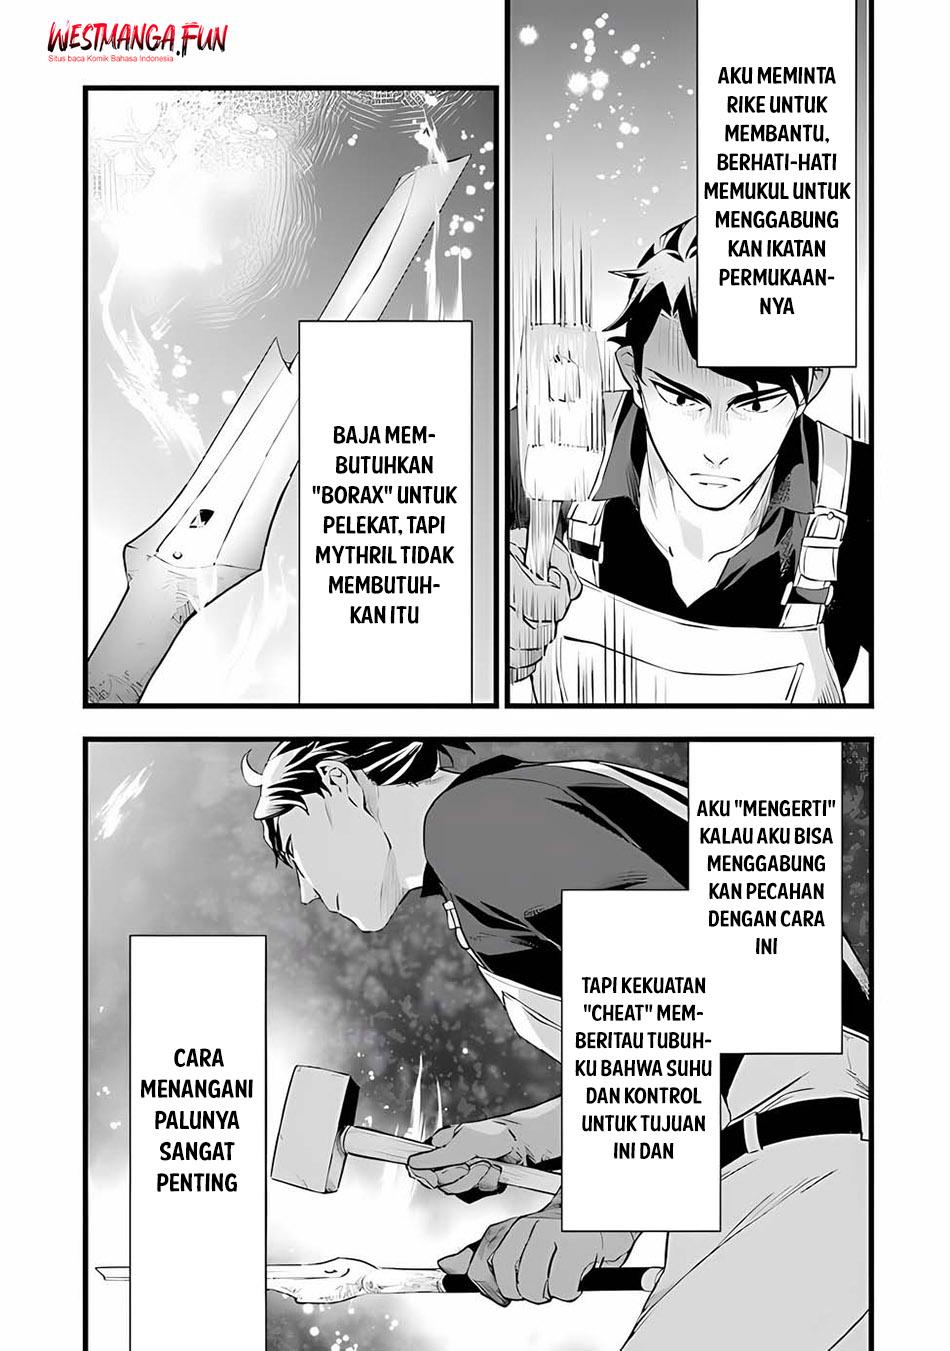 WESTMANGA.FUN
Situs baca Komik Bahasa Indonesia
AKU MEMINTA
RIKE UNTUK
MEMBANTU,
BERHATI-HATI
MEMUKUL UNTUK
MENGGABUNG
KAN IKATAN
PERMUKAAN-
NYA
BAJA MEM-
BUTUHKAN
"BORAX" UNTUK
PELEKAT, TAPI
MYTHRIL TIDAK
MEMBUTUH-
KAN ITU
AKU "MENGERTI"
KALAU AKU BISA
MENGGABUNG
KAN PECAHAN
DENGAN CARA
INI
TAPI KEKUATAN
"CHEAT" MEM-
BERITAU TUBUH-
KU BAHWA SUHU
DAN KONTROL
UNTUK TUJUAN
INI DAN
CARA
MENANGANI
PALUNYA
SANGAT
PENTING